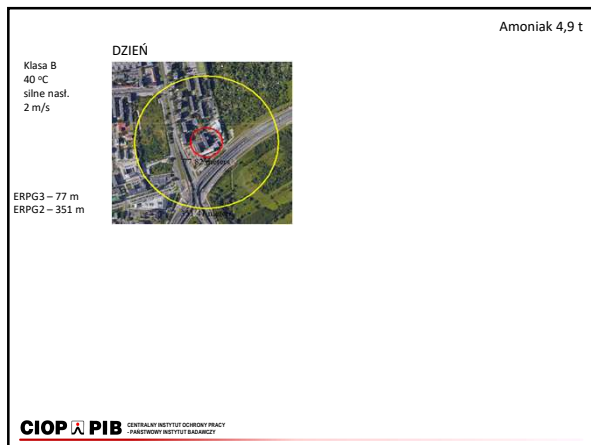 Amoniak 4,9 t
DZIEŃ
Klasa B
40 °C
silne nasł.
2 m/s
ERPG3 – 77 m
ERPG2 – 351 m
CIOP PIB
CENTRALNY INSTYTUT OCHRONY PRACY
- PAŃSTWOWY INSTYTUT BADAWCZY